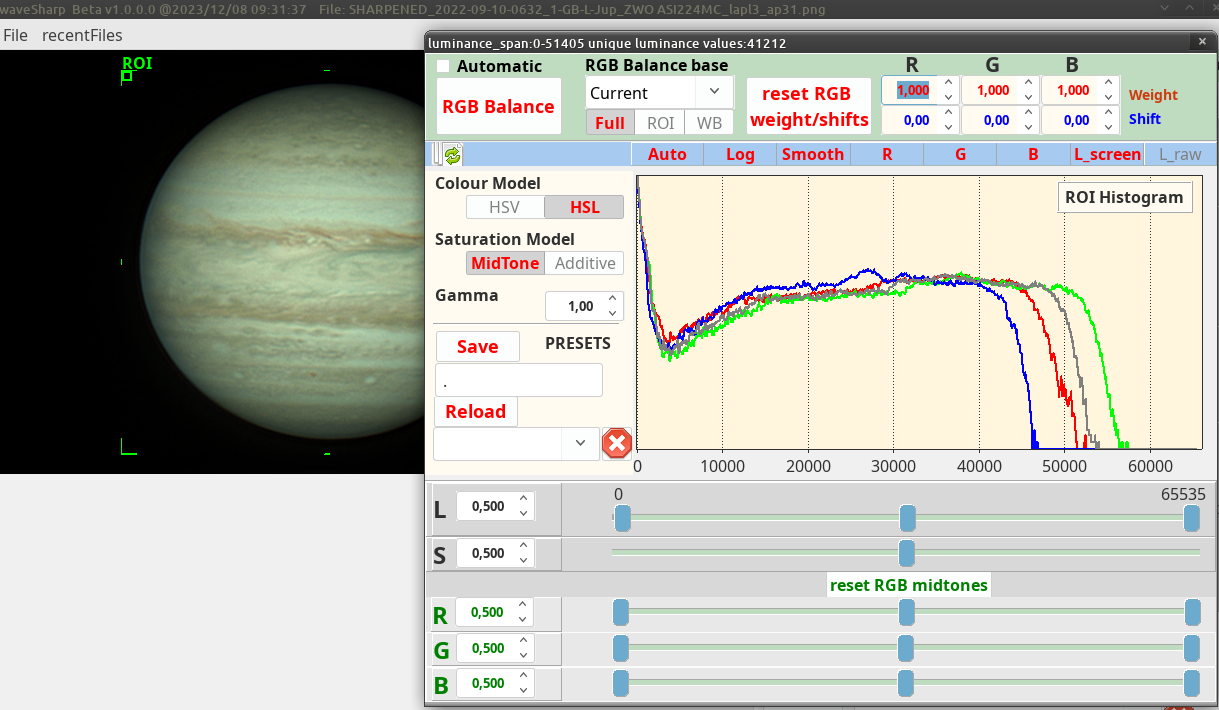 waveSharp Beta v1.0.0.0 @2023/12/08 09:31:37 File: SHARPENED_2022-09-10-0632_1-GB-L-Jup_ZWO ASI224MC_lapl3_ap31.png
File recentFiles
ROI
luminance_span:0-51405 unique luminance values:41212
Automatic
RGB Balance base
R G B
RGB Balance
Current
reset RGB
weight/shifts
1,000 1,000 1,000 Weight
Full ROI WB
0,00 0,00 0,00 Shift
Auto Log Smooth R G B L_screen L_raw
Colour Model
HSV HSL
Saturation Model
MidTone Additive
Gamma 1,00
Save PRESETS
.
Reload
ROI Histogram
0 10000 20000 30000 40000 50000 60000
0 65535
L 0,500
S 0,500
reset RGB midtones
R 0,500
G 0,500
B 0,500